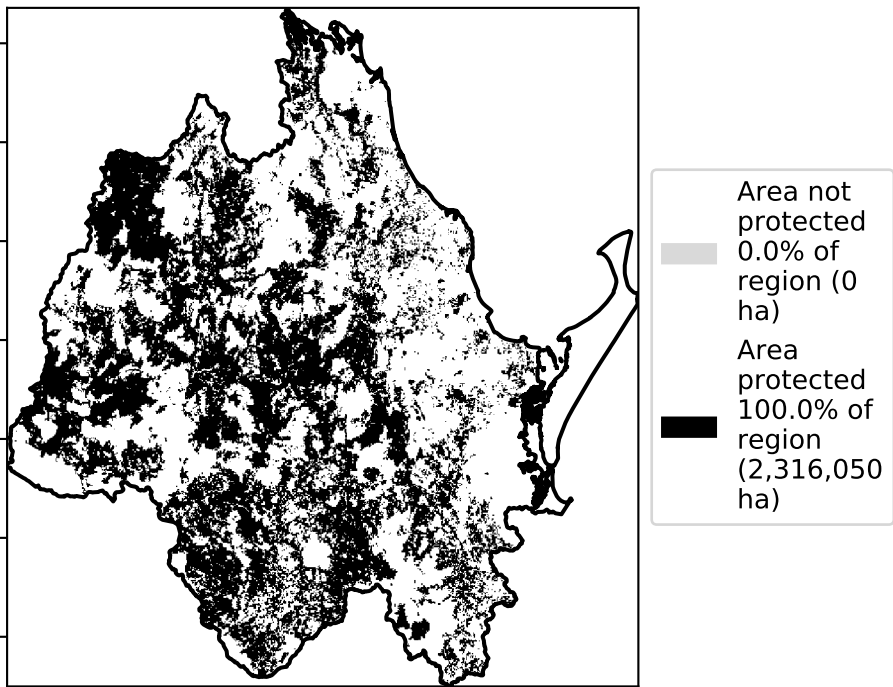 Area not
protected
0.0% of
region (0
ha)
Area
protected
100.0% of
region
(2,316,050
ha)